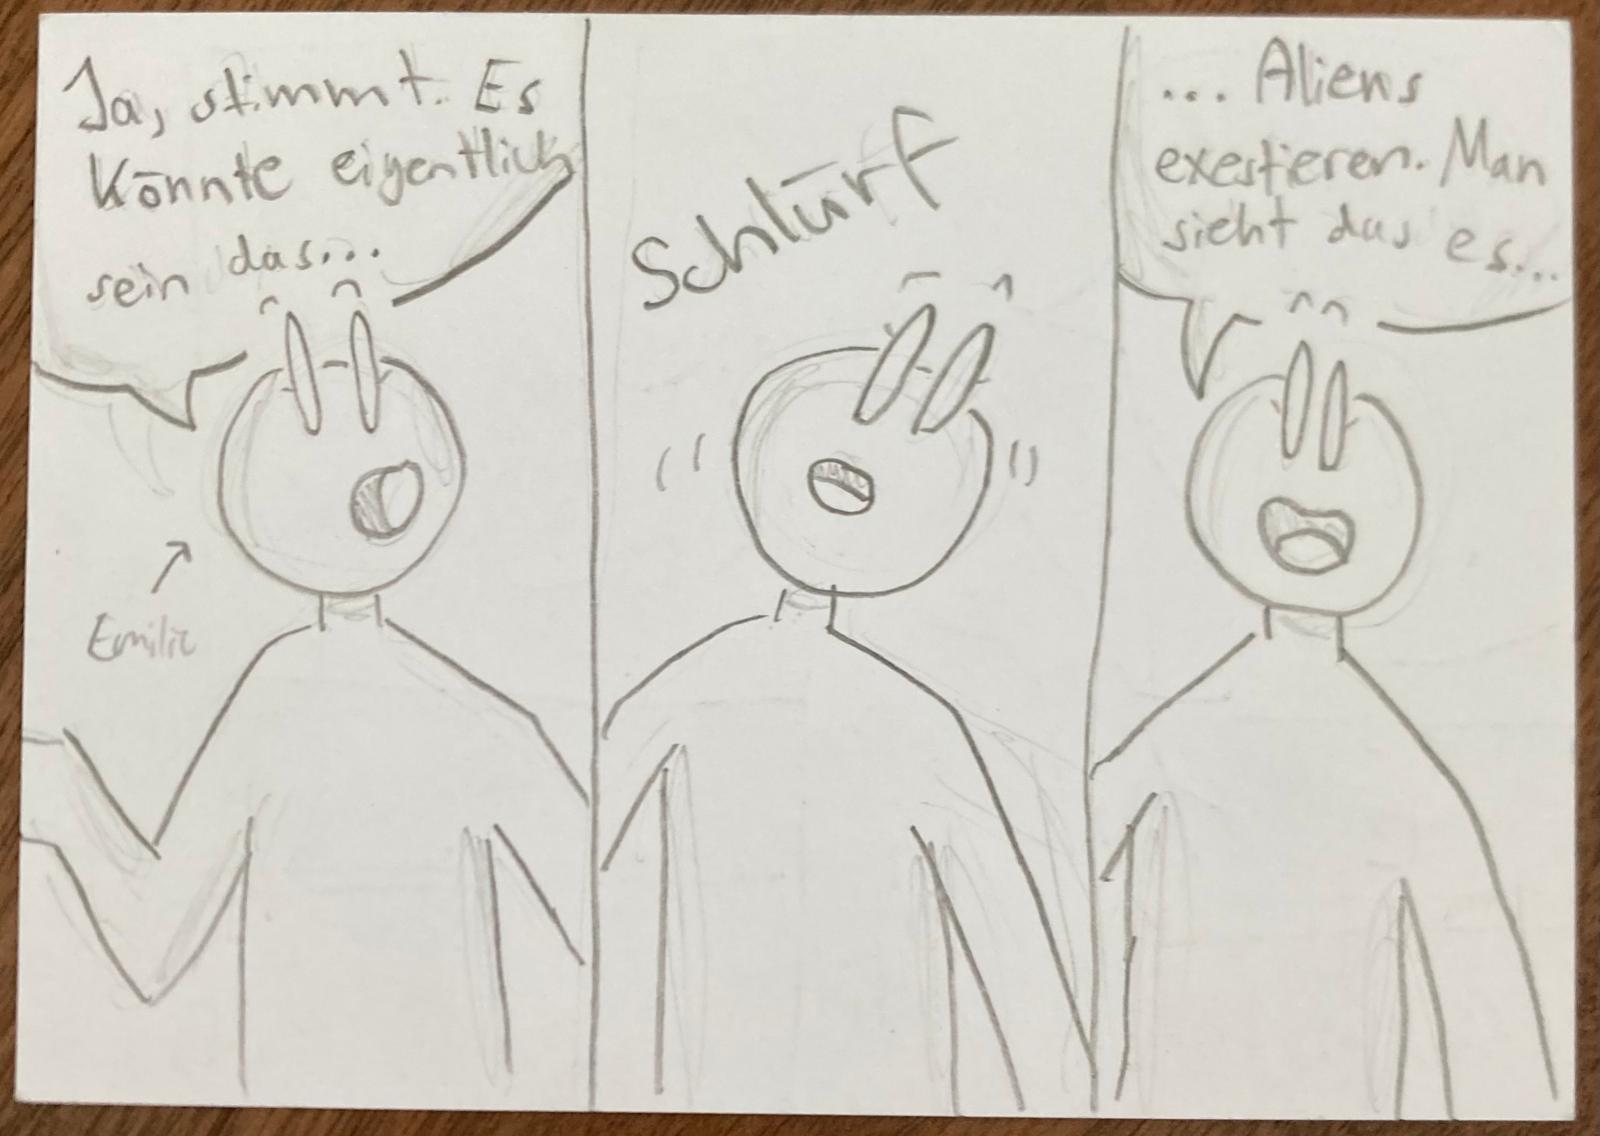 Ja, stimmt. Es
könnte eigentlich
sein das...
Emilie
Schlürf
... Aliens
exestieren. Man
sieht das es...